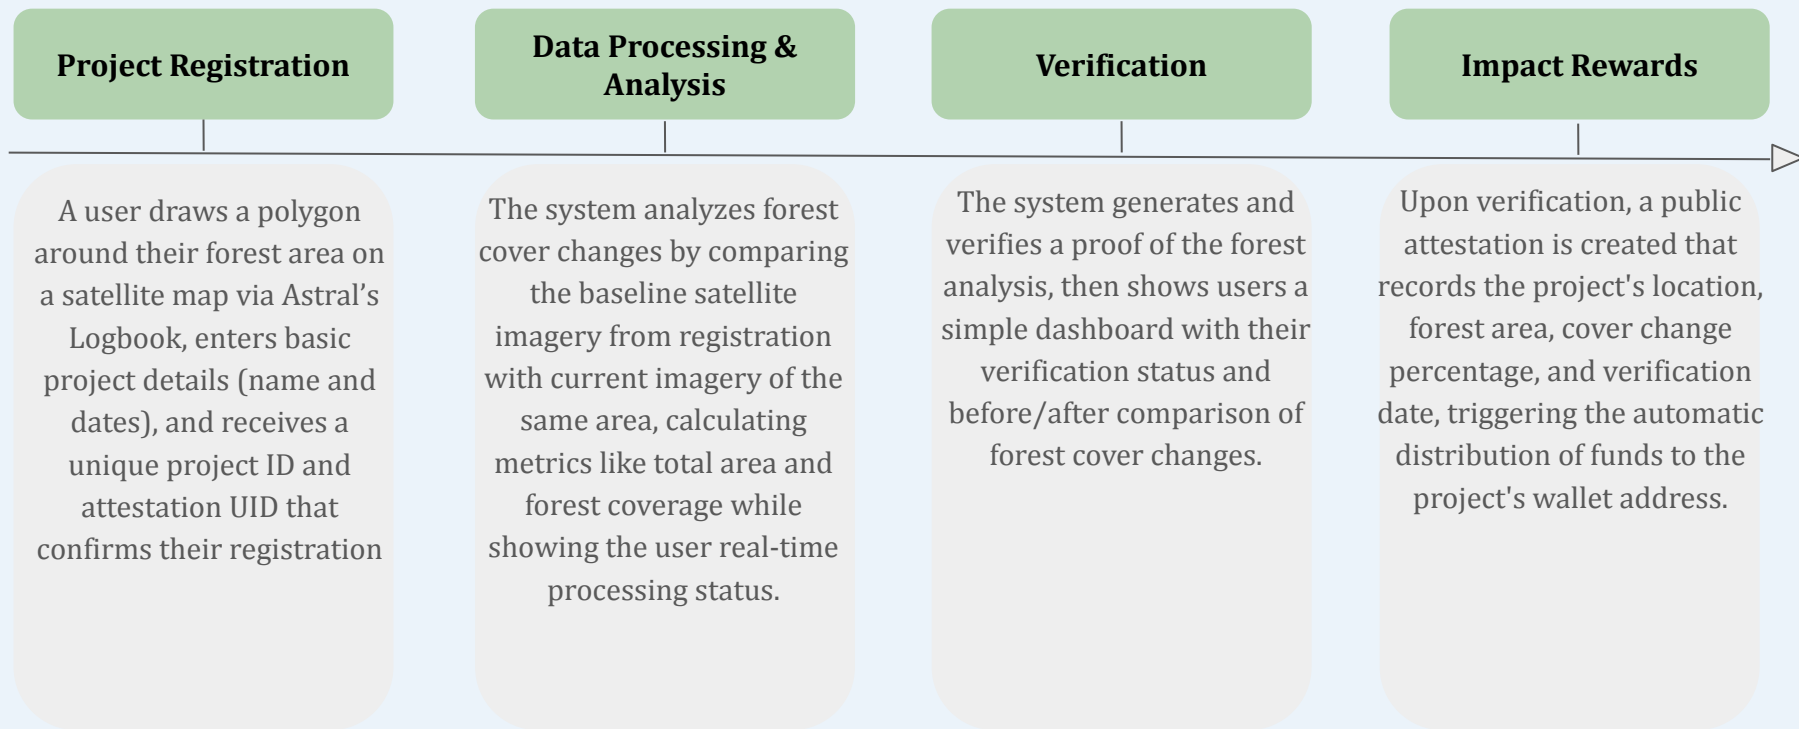 Project Registration
A user draws a polygon
around their forest area on
a satellite map via Astral’s
Logbook, enters basic
project details (name and
dates), and receives a
unique project ID and
attestation UID that
confirms their registration
Data Processing &
Analysis
The system analyzes forest
cover changes by comparing
the baseline satellite
imagery from registration
with current imagery of the
same area, calculating
metrics like total area and
forest coverage while
showing the user real-time
processing status.
Verification
The system generates and
verifies a proof of the forest
analysis, then shows users a
simple dashboard with their
verification status and
before/after comparison of
forest cover changes.
Impact Rewards
Upon verification, a public
attestation is created that
records the project's location,
forest area, cover change
percentage, and verification
date, triggering the automatic
distribution of funds to the
project's wallet address.